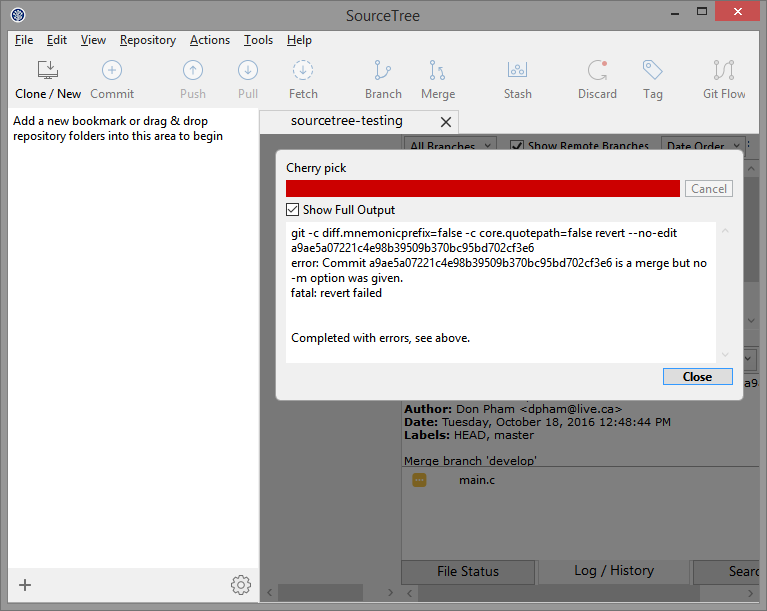 SourceTree
File Edit View Repository Actions Tools Help
Clone / New Commit Push Pull Fetch Branch Merge Stash Discard Tag Git Flow
Add a new bookmark or drag & drop
repository folders into this area to begin
sourcetree-testing
All Branches Show Remote Branches Date Order
Cherry pick
Cancel
Show Full Output
git -c diff.mnemonicprefix=false -c core.quotepath=false revert --no-edit
a9ae5a07221c4e98b39509b370bc95bd702cf3e6
error: Commit a9ae5a07221c4e98b39509b370bc95bd702cf3e6 is a merge but no
-m option was given.
fatal: revert failed
Completed with errors, see above.
Close
Author: Don Pham <dpham@live.ca>
Date: Tuesday, October 18, 2016 12:48:44 PM
Labels: HEAD, master
Merge branch 'develop'
main.c
File Status Log / History Searc